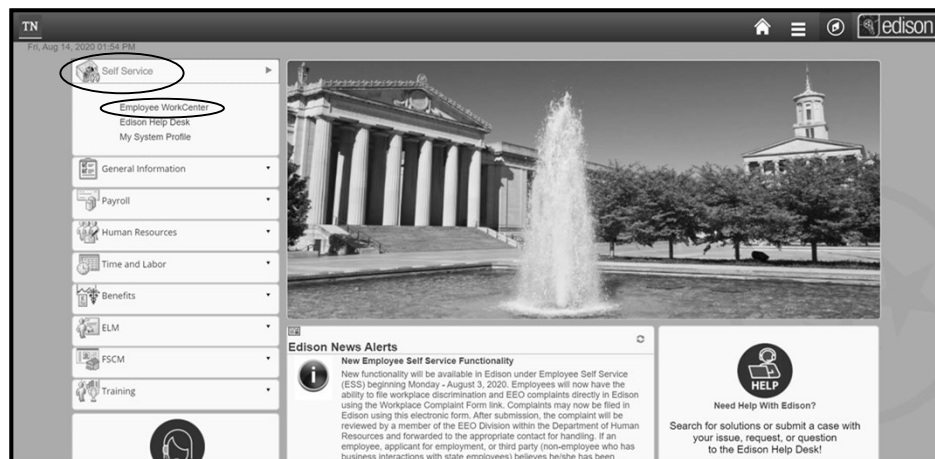 TN
edison
Fri, Aug 14, 2020 01:54 PM
Self Service
Employee WorkCenter
Edison Help Desk
My System Profile
General Information
Payroll
Human Resources
Time and Labor
Benefits
ELM
FSCM
Training
Edison News Alerts
New Employee Self Service Functionality
New functionality will be available in Edison under Employee Self Service
(ESS) beginning Monday - August 3, 2020. Employees will now have the
ability to file workplace discrimination and EEO complaints directly in Edison
using the Workplace Complaint Form link. Complaints may now be filed in
Edison using this electronic form. After submission, the complaint will be
reviewed by a member of the EEO Division within the Department of Human
Resources and forwarded to the appropriate contact for handling. If an
employee, applicant for employment, or third party (non-employee who has
business interactions with state employees) believes he/she has been
HELP
Need Help With Edison?
Search for solutions or submit a case with
your issue, request, or question
to the Edison Help Desk!